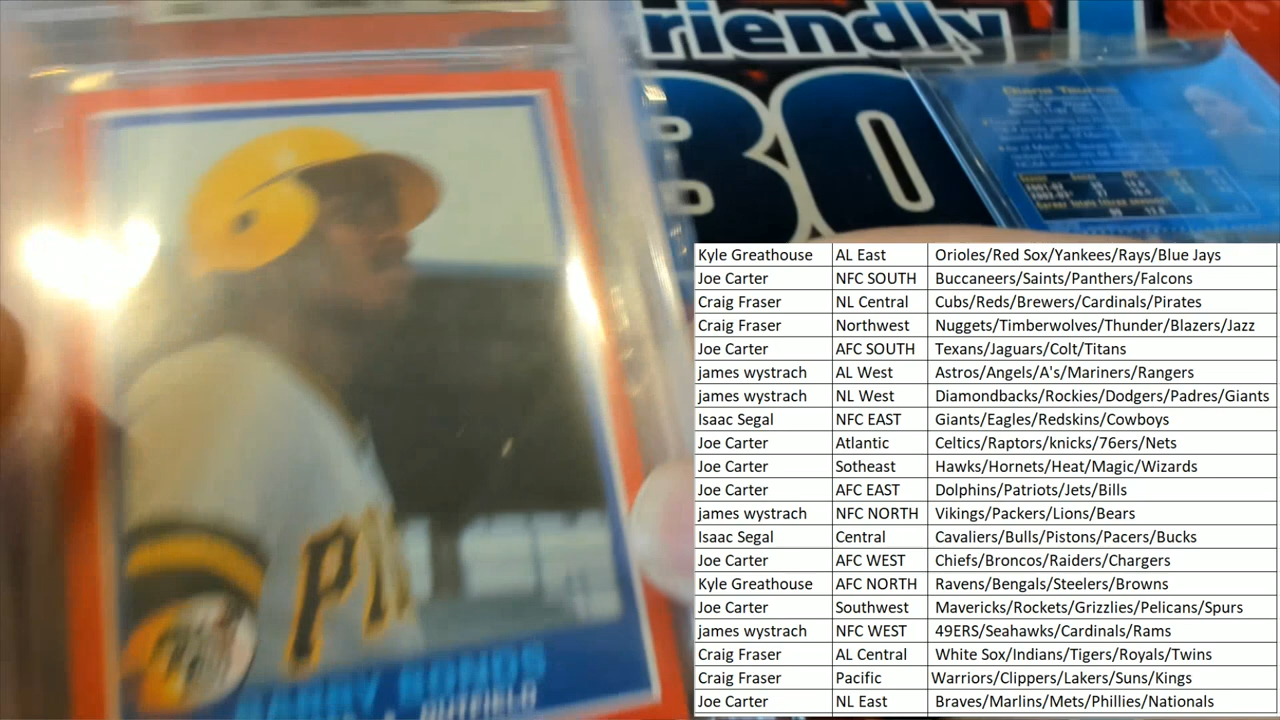 riendly
80
Diana Taurasi
PI
BARRY BONDS
OUTFIELD
Kyle Greathouse AL East Orioles/Red Sox/Yankees/Rays/Blue Jays
Joe Carter NFC SOUTH Buccaneers/Saints/Panthers/Falcons
Craig Fraser NL Central Cubs/Reds/Brewers/Cardinals/Pirates
Craig Fraser Northwest Nuggets/Timberwolves/Thunder/Blazers/Jazz
Joe Carter AFC SOUTH Texans/Jaguars/Colt/Titans
james wystrach AL West Astros/Angels/A's/Mariners/Rangers
james wystrach NL West Diamondbacks/Rockies/Dodgers/Padres/Giants
Isaac Segal NFC EAST Giants/Eagles/Redskins/Cowboys
Joe Carter Atlantic Celtics/Raptors/knicks/76ers/Nets
Joe Carter Sotheast Hawks/Hornets/Heat/Magic/Wizards
Joe Carter AFC EAST Dolphins/Patriots/Jets/Bills
james wystrach NFC NORTH Vikings/Packers/Lions/Bears
Isaac Segal Central Cavaliers/Bulls/Pistons/Pacers/Bucks
Joe Carter AFC WEST Chiefs/Broncos/Raiders/Chargers
Kyle Greathouse AFC NORTH Ravens/Bengals/Steelers/Browns
Joe Carter Southwest Mavericks/Rockets/Grizzlies/Pelicans/Spurs
james wystrach NFC WEST 49ERS/Seahawks/Cardinals/Rams
Craig Fraser AL Central White Sox/Indians/Tigers/Royals/Twins
Craig Fraser Pacific Warriors/Clippers/Lakers/Suns/Kings
Joe Carter NL East Braves/Marlins/Mets/Phillies/Nationals